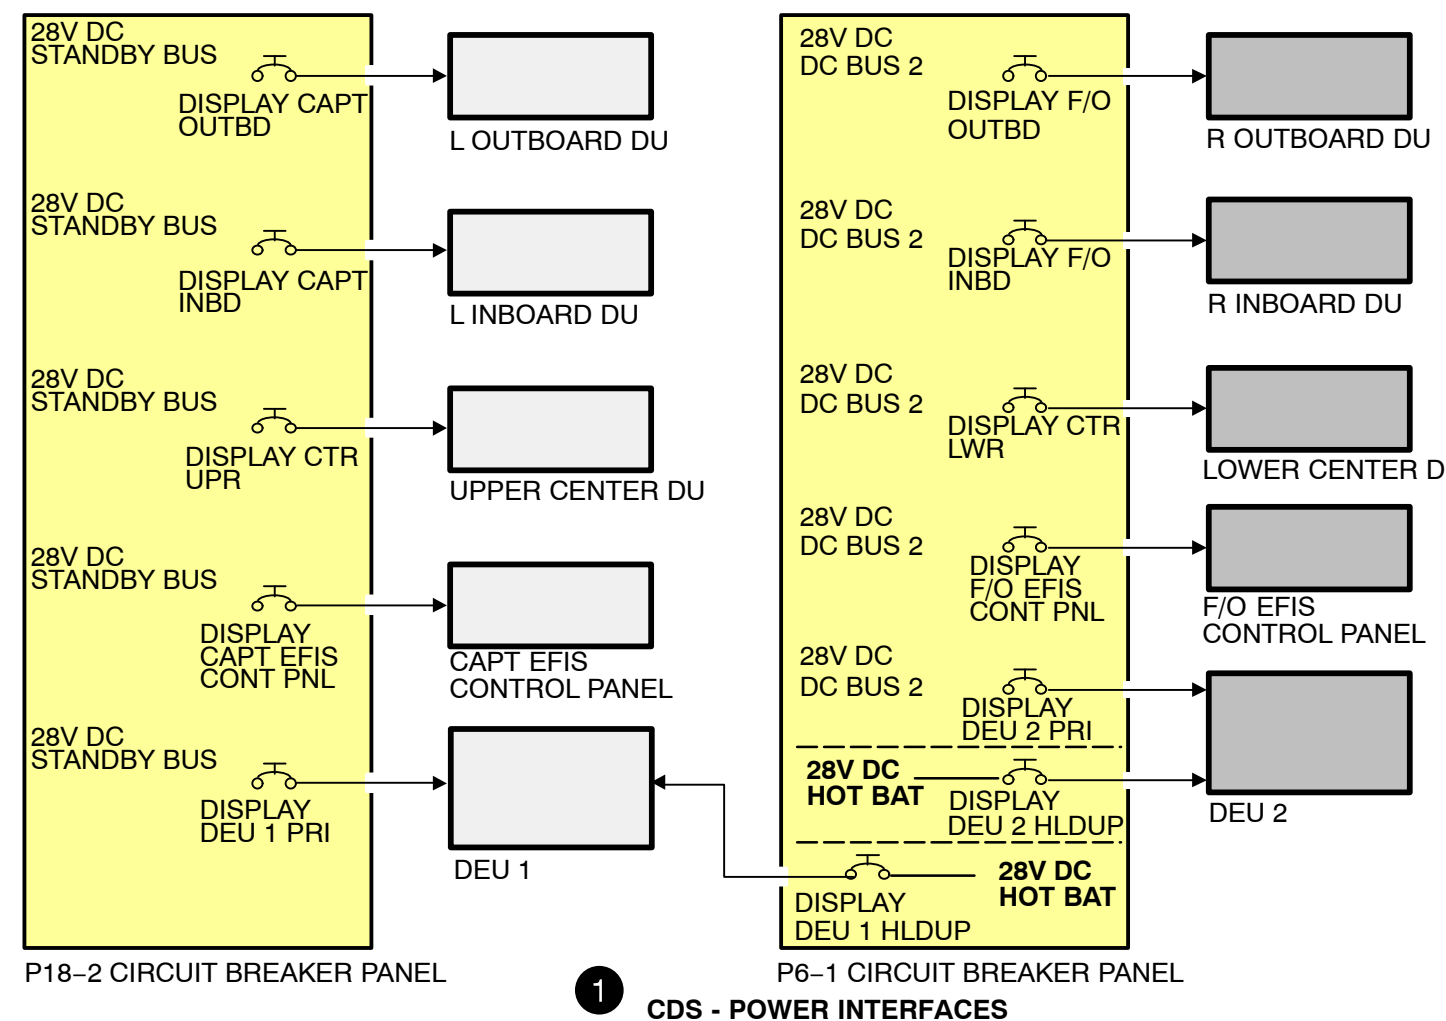 28V DC
STANDBY BUS
DISPLAY CAPT
OUTBD
L OUTBOARD DU
28V DC
STANDBY BUS
DISPLAY CAPT
INBD
L INBOARD DU
28V DC
STANDBY BUS
DISPLAY CTR
UPR
UPPER CENTER DU
28V DC
STANDBY BUS
DISPLAY
CAPT EFIS
CONT PNL
CAPT EFIS
CONTROL PANEL
28V DC
STANDBY BUS
DISPLAY
DEU 1 PRI
DEU 1
P18-2 CIRCUIT BREAKER PANEL
28V DC
DC BUS 2
DISPLAY F/O
OUTBD
R OUTBOARD DU
28V DC
DC BUS 2
DISPLAY F/O
INBD
R INBOARD DU
28V DC
DC BUS 2
DISPLAY CTR
LWR
LOWER CENTER D
28V DC
DC BUS 2
DISPLAY
F/O EFIS
CONT PNL
F/O EFIS
CONTROL PANEL
28V DC
DC BUS 2
DISPLAY
DEU 2 PRI
28V DC
HOT BAT
DISPLAY
DEU 2 HLDUP
DEU 2
28V DC
HOT BAT
DISPLAY
DEU 1 HLDUP
P6-1 CIRCUIT BREAKER PANEL
1
CDS - POWER INTERFACES